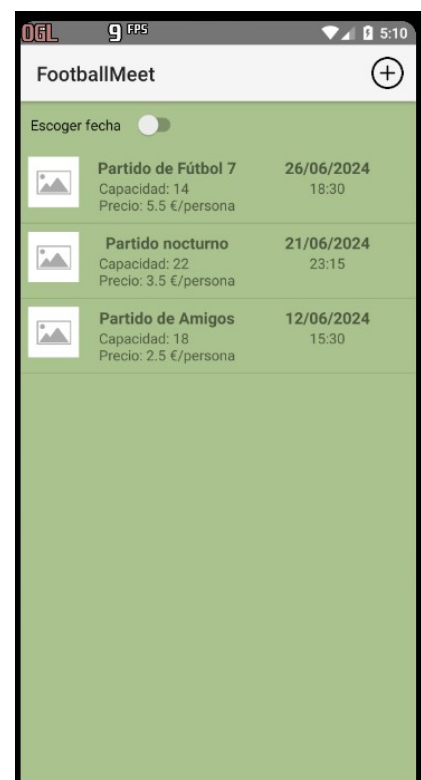 OGL 9 FPS 5:10
FootballMeet
Escoger fecha
Partido de Fútbol 7 26/06/2024
Capacidad: 14 18:30
Precio: 5.5 €/persona
Partido nocturno 21/06/2024
Capacidad: 22 23:15
Precio: 3.5 €/persona
Partido de Amigos 12/06/2024
Capacidad: 18 15:30
Precio: 2.5 €/persona